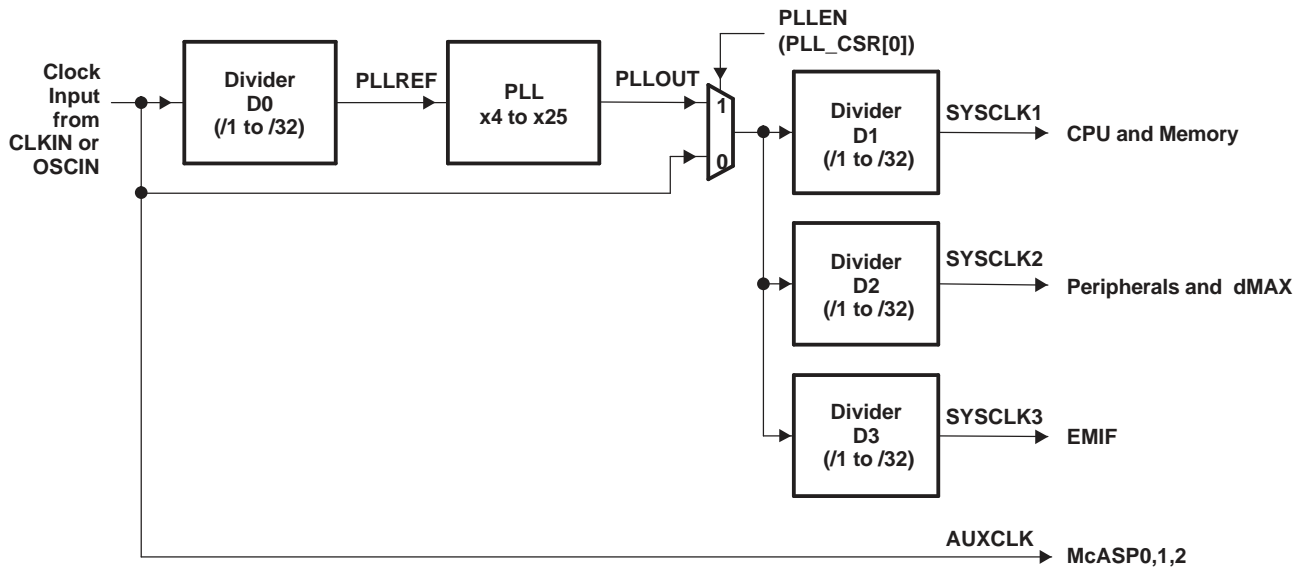 PLLEN
(PLL_CSR[0])
Clock
Input
from
CLKIN or
OSCIN
Divider
D0
(/1 to /32)
PLLREF
PLL
x4 to x25
PLLOUT
1
0
Divider
D1
(/1 to /32)
SYSCLK1
CPU and Memory
Divider
D2
(/1 to /32)
SYSCLK2
Peripherals and dMAX
Divider
D3
(/1 to /32)
SYSCLK3
EMIF
AUXCLK
McASP0,1,2